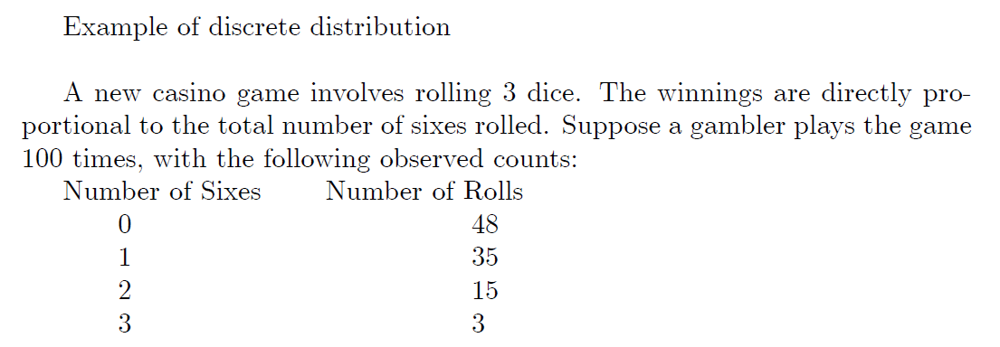 Example of discrete distribution
A new casino game involves rolling 3 dice. The winnings are directly pro-
portional to the total number of sixes rolled. Suppose a gambler plays the game
100 times, with the following observed counts:
Number of Sixes Number of Rolls
0 48
1 35
2 15
3 3